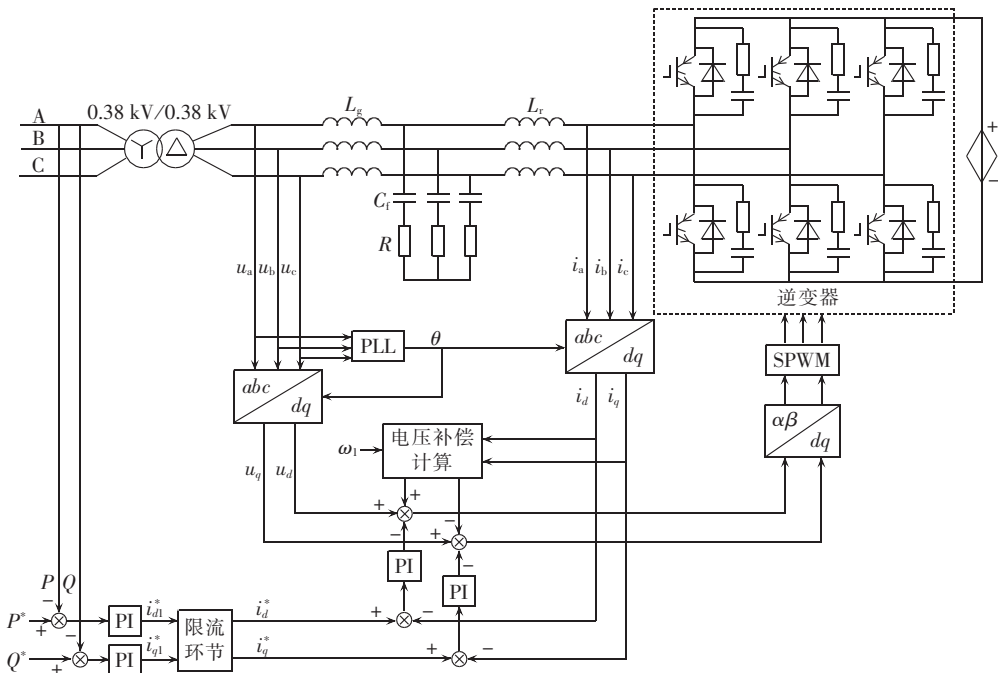 A
0.38 kV/0.38 kV
L_g
L_r
B
C
C_f
R
u_a u_b u_c
i_a i_b i_c
+
−
逆变器
PLL
θ
abc
dq
abc
dq
SPWM
i_d i_q
αβ
dq
ω_1
电压补偿
计算
u_q u_d
+
+
−
−
+
PI
−
PI
P Q
−
P*
+
−
PI
i*_{d1}
限流
环节
i*_d
+
−
Q*
+
PI
i*_{q1}
i*_q
+
−